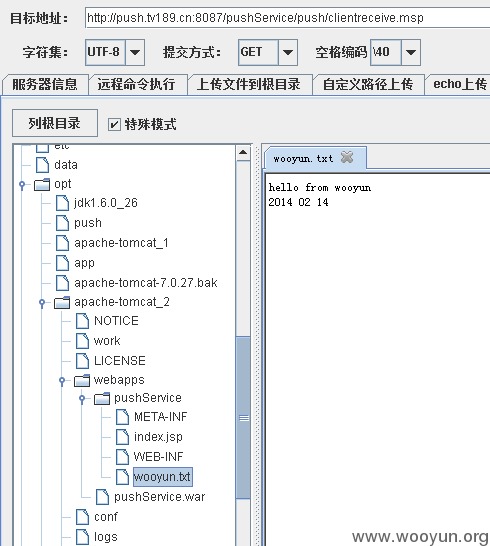 目标地址: http://push.tv189.cn:8087/pushService/push/clientreceive.msp
字符集: UTF-8 提交方式: GET 空格编码 \40
服务器信息 远程命令执行 上传文件到根目录 自定义路径上传 echo上传
列根目录 特殊模式
etc
data
opt
jdk1.6.0_26
push
apache-tomcat_1
app
apache-tomcat-7.0.27.bak
apache-tomcat_2
NOTICE
work
LICENSE
webapps
pushService
META-INF
index.jsp
WEB-INF
wooyun.txt
pushService.war
conf
logs
wooyun.txt
hello from wooyun
2014 02 14
www.wooyun.org